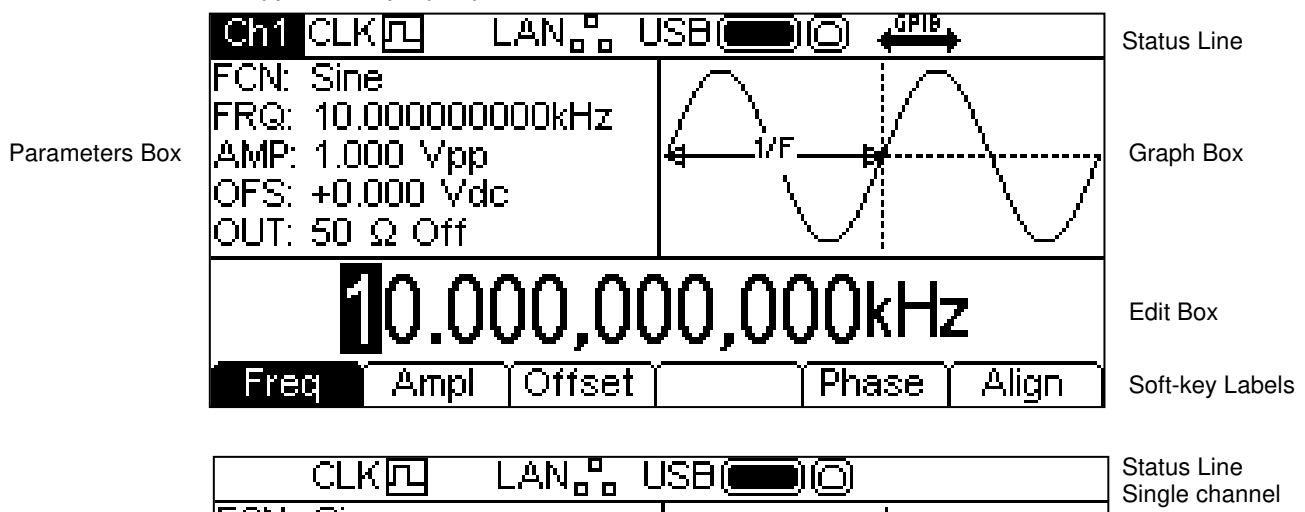 Ch1 CLK LAN USB GPIB
Status Line
FCN: Sine
FRQ: 10.000000000kHz
Parameters Box
AMP: 1.000 Vpp
OFS: +0.000 Vdc
OUT: 50 Ω Off
1/F
Graph Box
10.000,000,000kHz
Edit Box
Freq Ampl Offset Phase Align
Soft-key Labels
CLK LAN USB
Status Line
Single channel